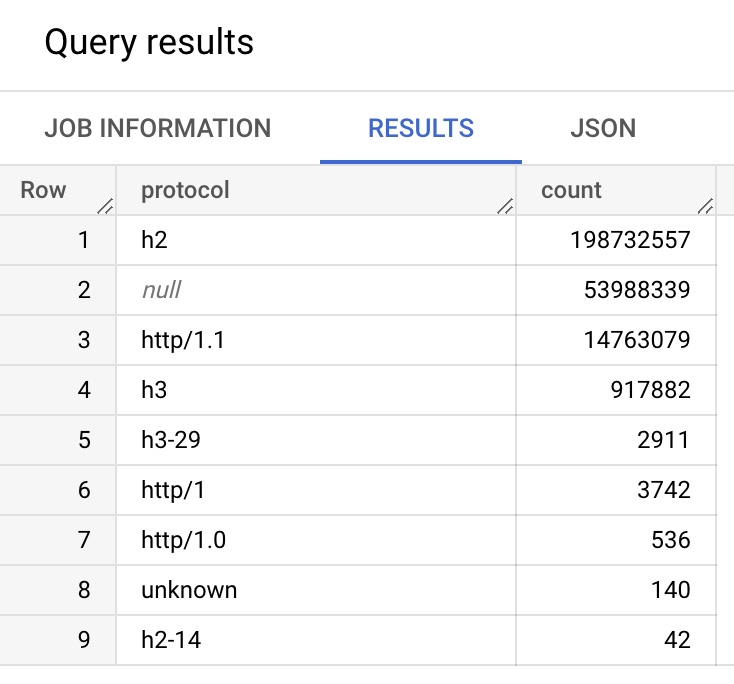 Query results
JOB INFORMATION RESULTS JSON
Row protocol count
1 h2 198732557
2 null 53988339
3 http/1.1 14763079
4 h3 917882
5 h3-29 2911
6 http/1 3742
7 http/1.0 536
8 unknown 140
9 h2-14 42